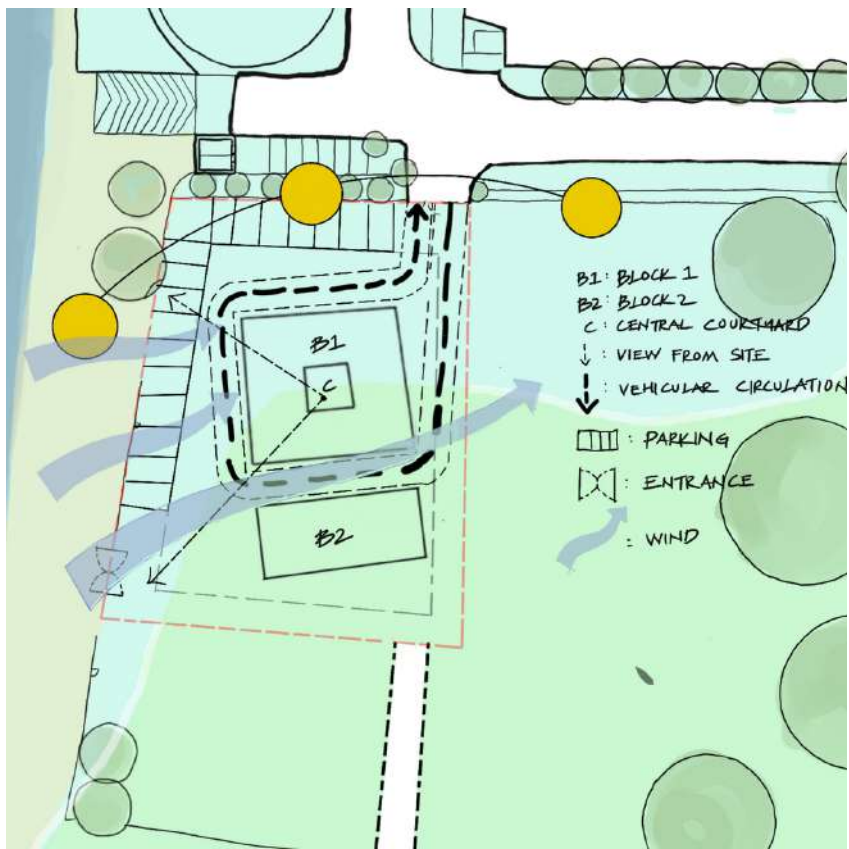 B1
C
B2
B1: BLOCK 1
B2: BLOCK 2
C : CENTRAL COURTYARD
: VIEW FROM SITE
: VEHICULAR CIRCULATION
: PARKING
: ENTRANCE
: WIND